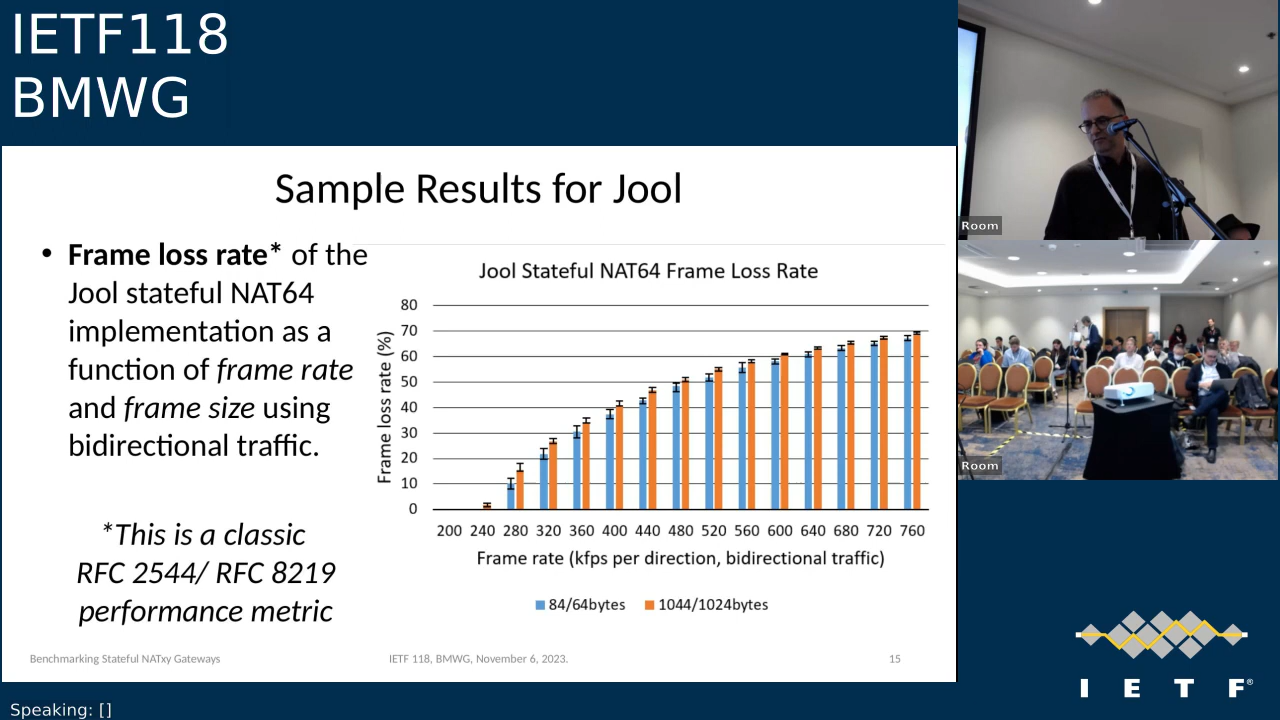 IETF118
BMWG
Sample Results for Jool
• Frame loss rate* of the
Jool stateful NAT64
implementation as a
function of frame rate
and frame size using
bidirectional traffic.
*This is a classic
RFC 2544/ RFC 8219
performance metric
Jool Stateful NAT64 Frame Loss Rate
Frame loss rate (%)
80
70
60
50
40
30
20
10
0
200 240 280 320 360 400 440 480 520 560 600 640 680 720 760
Frame rate (kfps per direction, bidirectional traffic)
84/64bytes 1044/1024bytes
Benchmarking Stateful NATxy Gateways IETF 118, BMWG, November 6, 2023. 15
Room
Room
I E T F®
Speaking: []